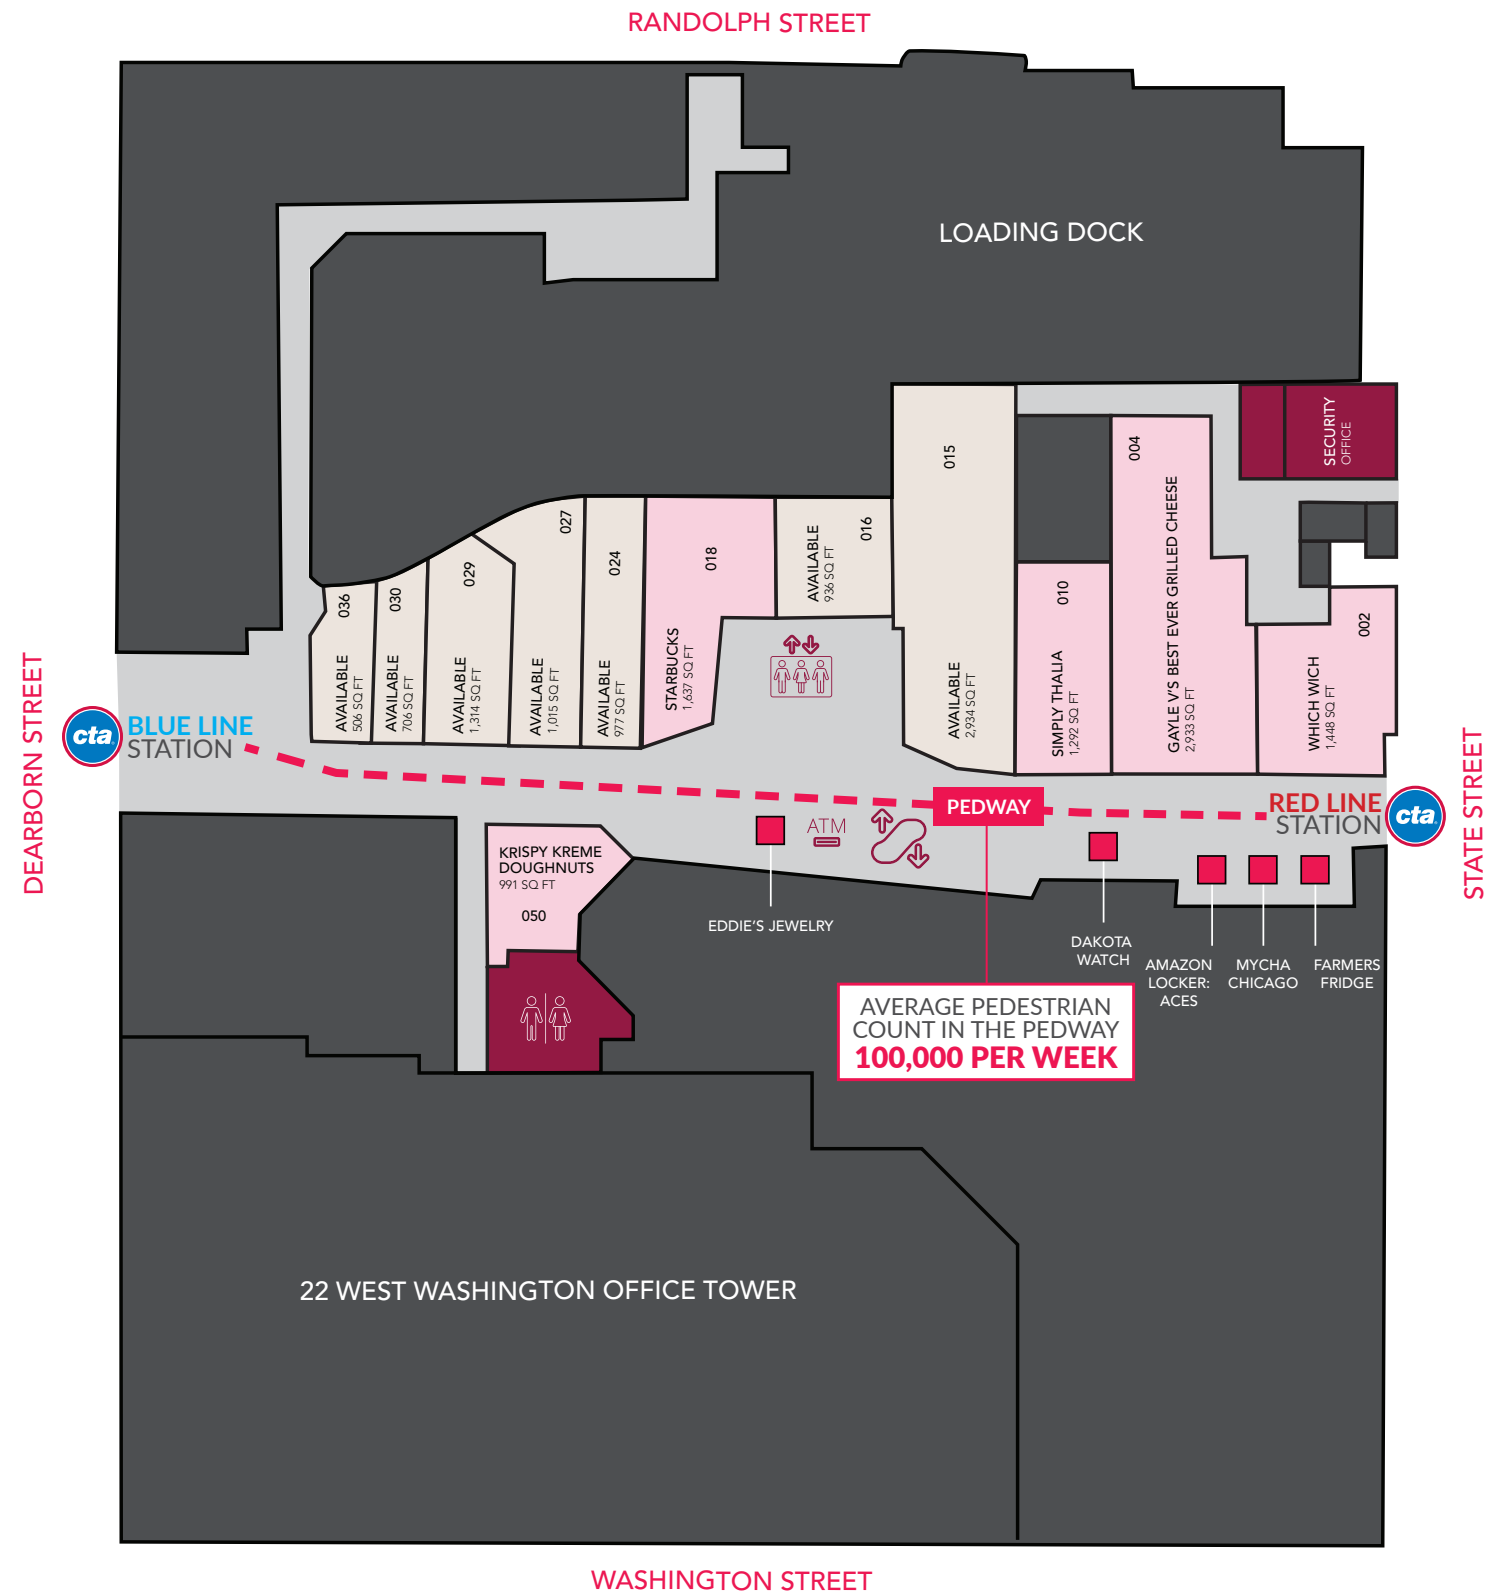 RANDOLPH STREET
LOADING DOCK
SECURITY
OFFICE
015
004
GAYLE V'S BEST EVER GRILLED CHEESE
2,933 SQ FT
036
AVAILABLE
506 SQ FT
030
AVAILABLE
706 SQ FT
029
AVAILABLE
1,314 SQ FT
027
AVAILABLE
1,015 SQ FT
024
AVAILABLE
977 SQ FT
018
STARBUCKS
1,637 SQ FT
016
AVAILABLE
936 SQ FT
AVAILABLE
2,934 SQ FT
010
SIMPLY THALIA
1,292 SQ FT
002
WHICH WICH
1,448 SQ FT
DEARBORN STREET
cta
BLUE LINE
STATION
PEDWAY
RED LINE
STATION
cta
STATE STREET
KRISPY KREME
DOUGHNUTS
991 SQ FT
050
ATM
EDDIE'S JEWELRY
DAKOTA
WATCH
AMAZON
LOCKER:
ACES
MYCHA
CHICAGO
FARMERS
FRIDGE
AVERAGE PEDESTRIAN
COUNT IN THE PEDWAY
100,000 PER WEEK
22 WEST WASHINGTON OFFICE TOWER
WASHINGTON STREET